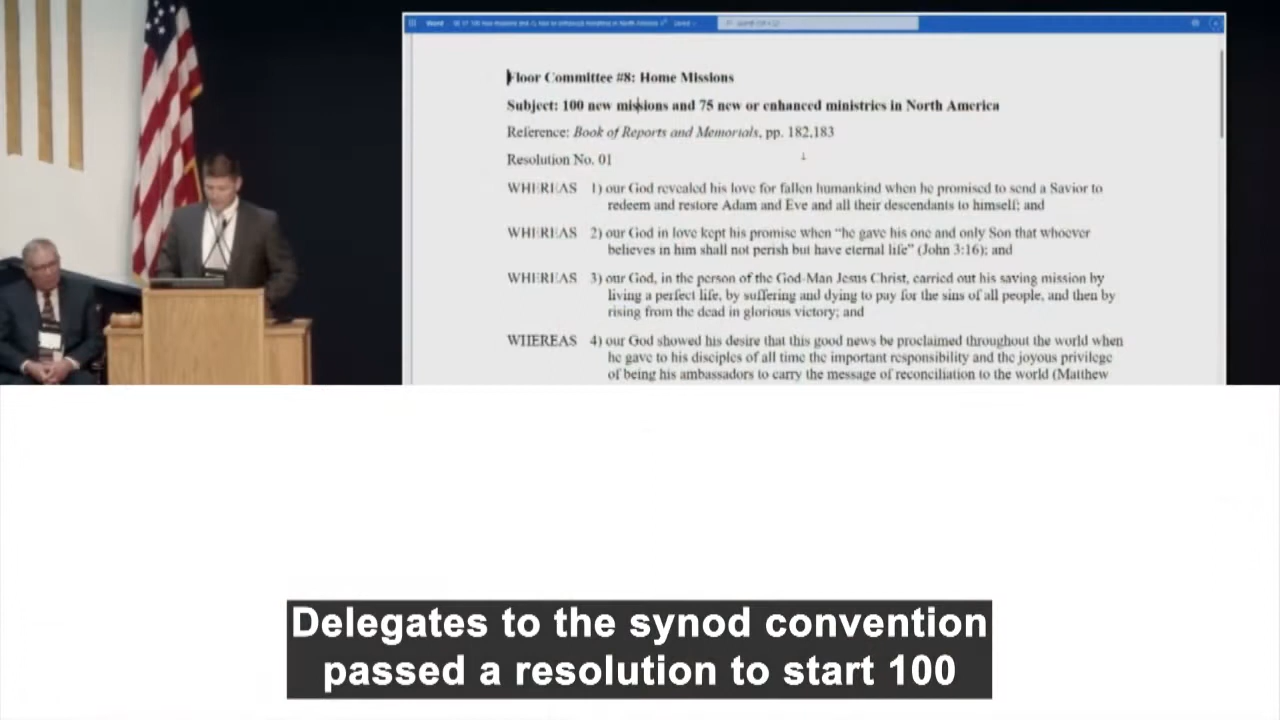 Word
Floor Committee #8: Home Missions
Subject: 100 new missions and 75 new or enhanced ministries in North America
Reference: Book of Reports and Memorials, pp. 182,183
Resolution No. 01
WHEREAS 1) our God revealed his love for fallen humankind when he promised to send a Savior to
redeem and restore Adam and Eve and all their descendants to himself; and
WHEREAS 2) our God in love kept his promise when “he gave his one and only Son that whoever
believes in him shall not perish but have eternal life” (John 3:16); and
WHEREAS 3) our God, in the person of the God-Man Jesus Christ, carried out his saving mission by
living a perfect life, by suffering and dying to pay for the sins of all people, and then by
rising from the dead in glorious victory; and
WHEREAS 4) our God showed his desire that this good news be proclaimed throughout the world when
he gave to his disciples of all time the important responsibility and the joyous privilege
of being his ambassadors to carry the message of reconciliation to the world (Matthew
Delegates to the synod convention
passed a resolution to start 100